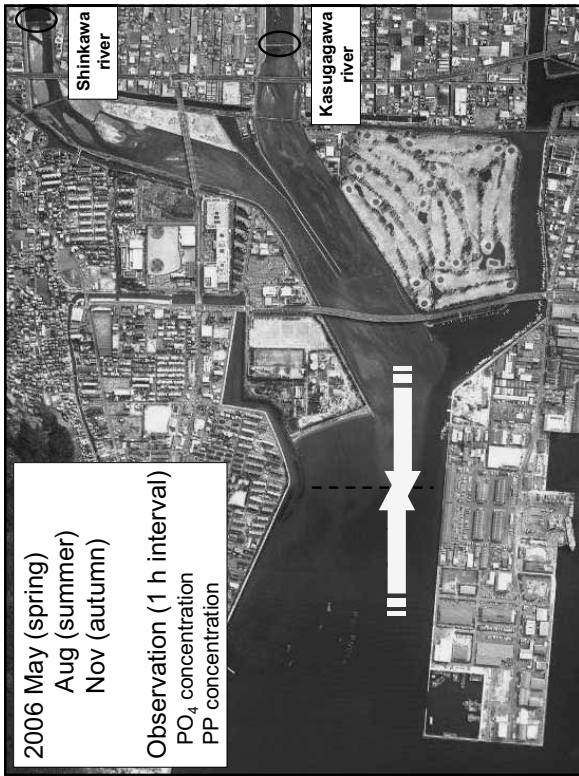 Shinkawa
river
Kasugagawa
river
2006 May (spring)
Aug (summer)
Nov (autumn)
Observation (1 h interval)
PO₄ concentration
PP concentration